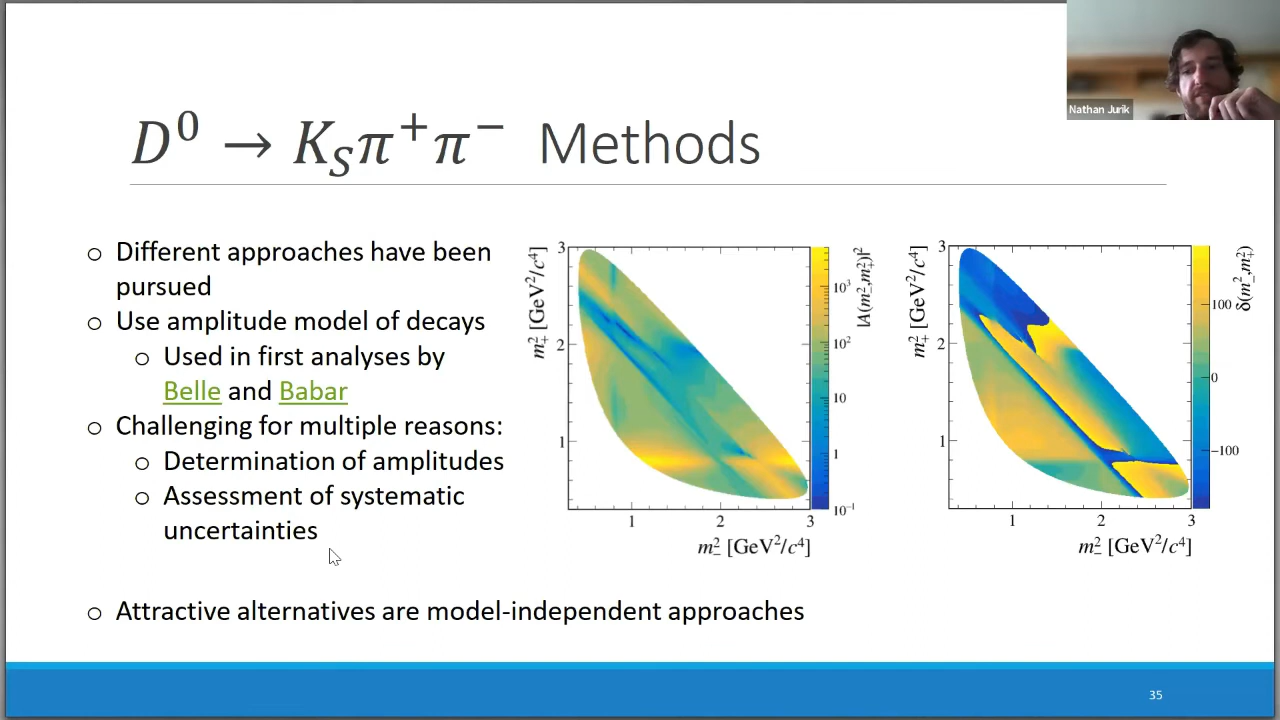 Nathan Jurik
D⁰ → K_S π⁺π⁻ Methods
o Different approaches have been
pursued
o Use amplitude model of decays
o Used in first analyses by
Belle and Babar
o Challenging for multiple reasons:
o Determination of amplitudes
o Assessment of systematic
uncertainties
o Attractive alternatives are model-independent approaches
m²₊ [GeV²/c⁴]
3
2
1
1 2 3
m²₋ [GeV²/c⁴]
|A(m²₋,m²₊)|²
10³
10²
10
1
10⁻¹
m²₊ [GeV²/c⁴]
3
2
1
1 2 3
m²₋ [GeV²/c⁴]
δ(m²₋,m²₊)
100
0
−100
35